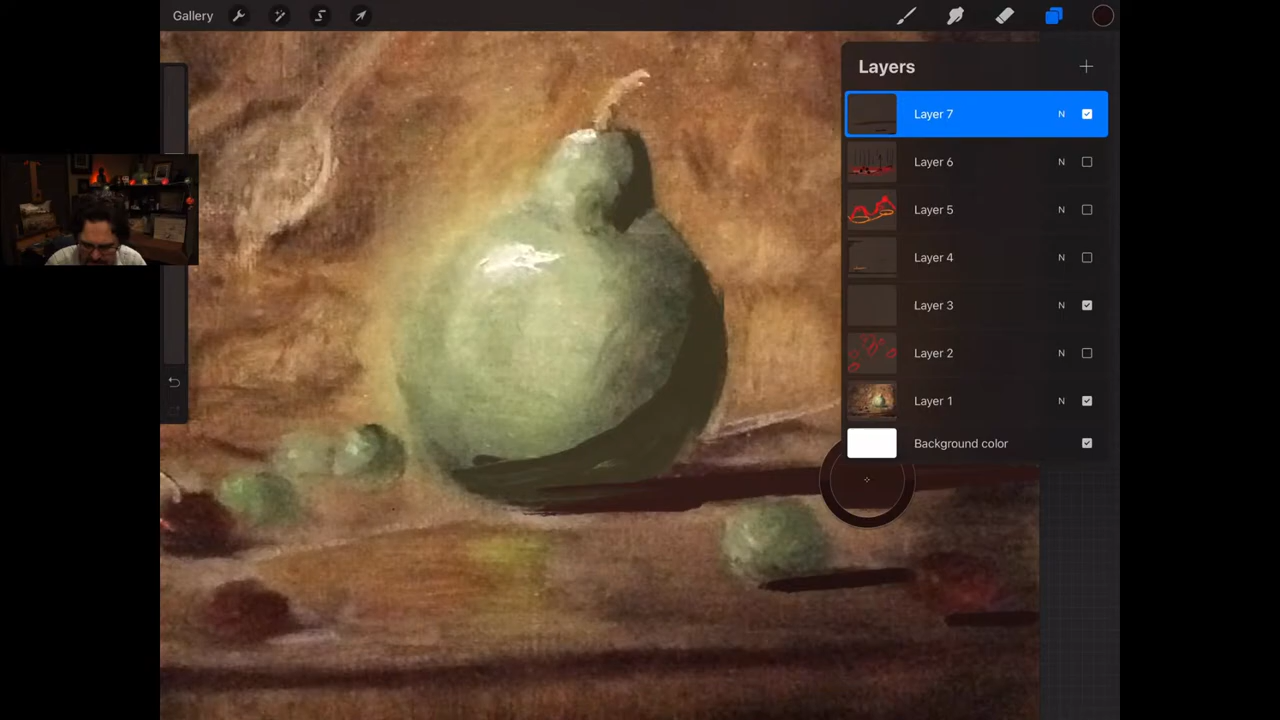 Gallery
Layers
Layer 7 N
Layer 6 N
Layer 5 N
Layer 4 N
Layer 3 N
Layer 2 N
Layer 1 N
Background color